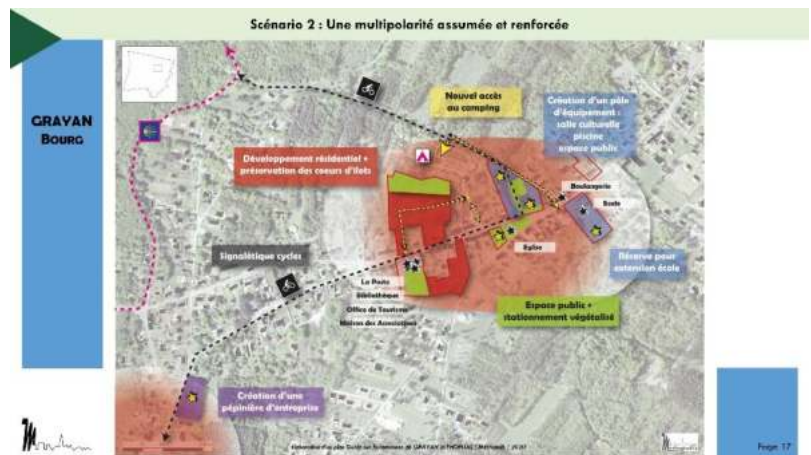 Scénario 2 : Une multipolarité assumée et renforcée
GRAYAN
BOURG
Nouvel accès
au camping
Création d'un pôle
d'équipement :
salle culturelle
piscine
espace public
Développement résidentiel +
préservation des coeurs d'ilots
Boulangerie
Ecole
Signalétique cycles
Eglise
Réserve pour
extension école
La Poste
Bibliothèque
Office de Tourisme
Maison des Associations
Espace public +
stationnement végétalisé
Création d'une
pépinière d'entreprise
Page 17